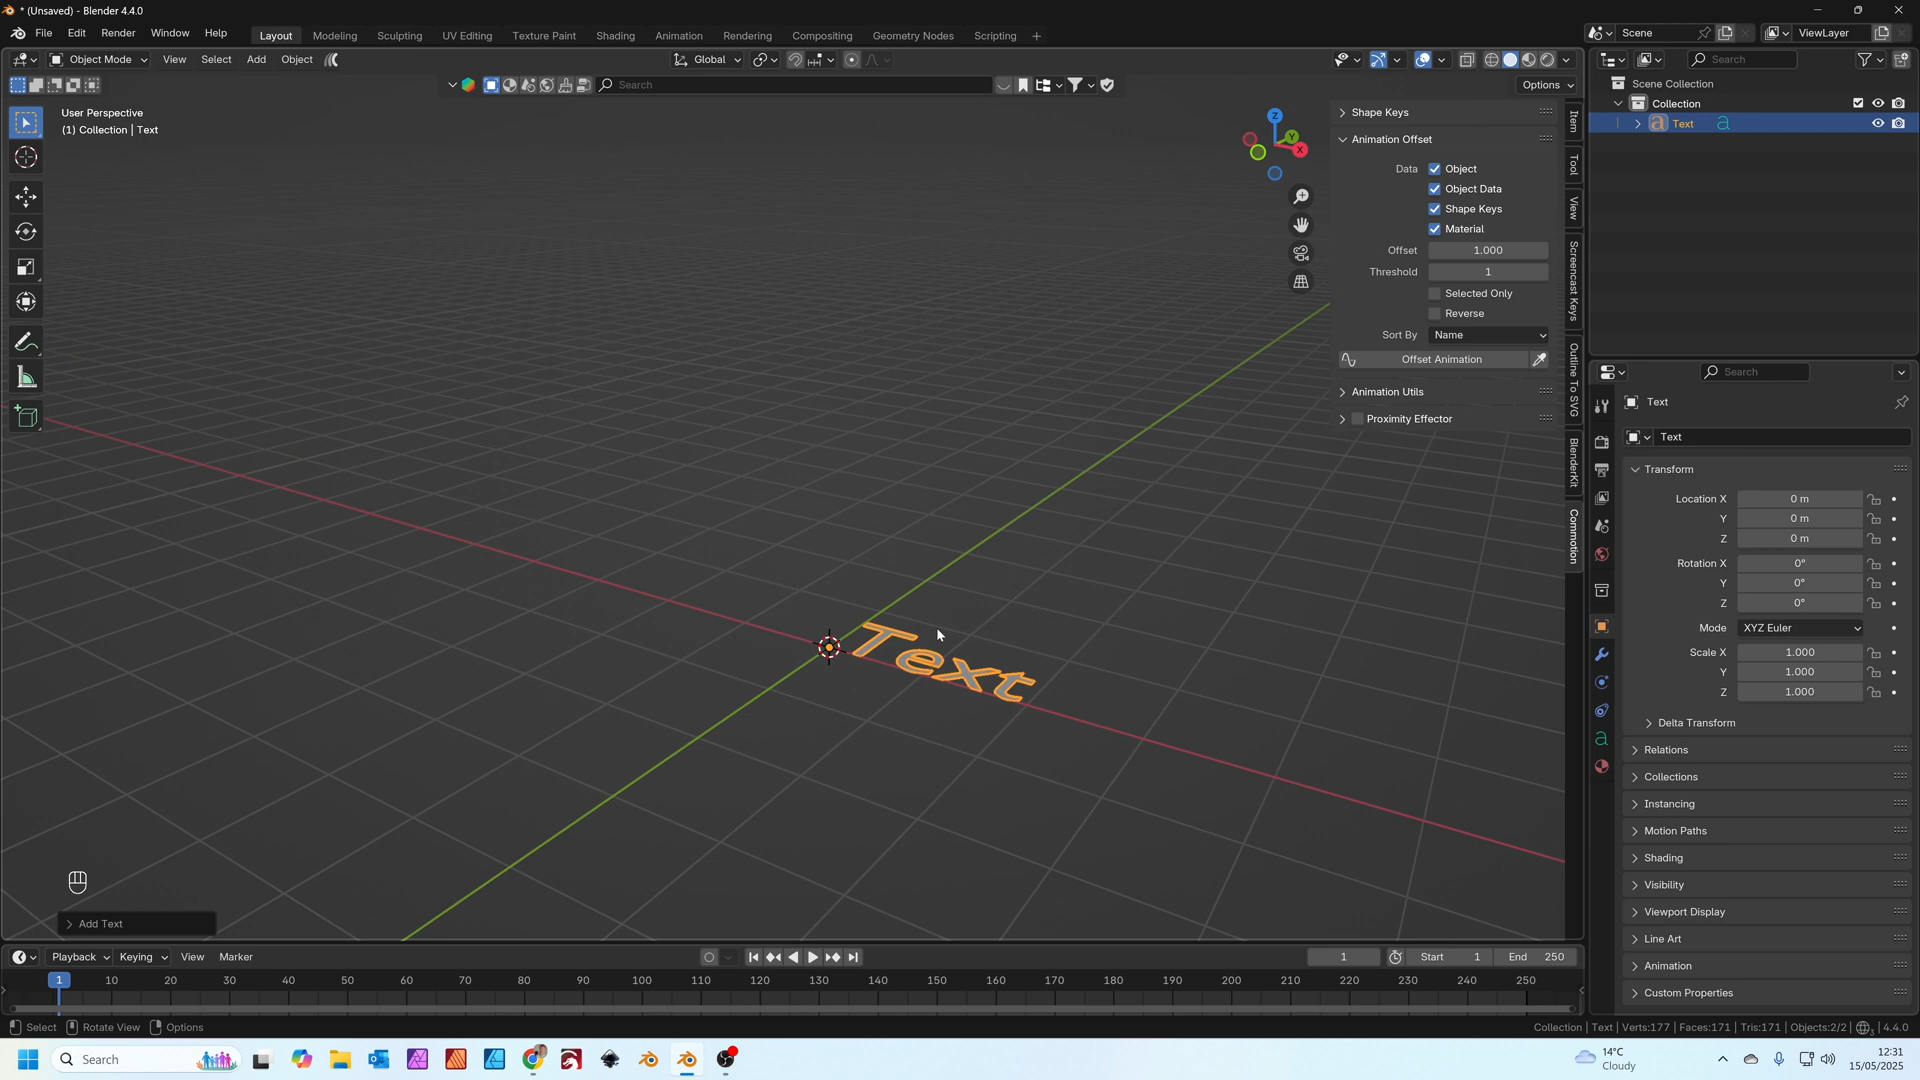 * (Unsaved) - Blender 4.4.0
File Edit Render Window Help
Layout Modeling Sculpting UV Editing Texture Paint Shading Animation Rendering Compositing Geometry Nodes Scripting +
Scene ViewLayer
Object Mode View Select Add Object Global
Search
Search Options
User Perspective
(1) Collection | Text
Z
Y
X
Shape Keys
Animation Offset
Data Object
Object Data
Shape Keys
Material
Offset 1.000
Threshold 1
Selected Only
Reverse
Sort By Name
Offset Animation
Animation Utils
Proximity Effector
Item
Tool
View
Screencast Keys
Outline To SVG
BlenderKit
Commotion
Scene Collection
Collection
Text
Search
Text
Text
Transform
Location X 0 m
Y 0 m
Z 0 m
Rotation X 0°
Y 0°
Z 0°
Mode XYZ Euler
Scale X 1.000
Y 1.000
Z 1.000
Delta Transform
Relations
Collections
Instancing
Motion Paths
Shading
Visibility
Viewport Display
Line Art
Animation
Custom Properties
Text
Add Text
Playback Keying View Marker 1 Start 1 End 250
1 10 20 30 40 50 60 70 80 90 100 110 120 130 140 150 160 170 180 190 200 210 220 230 240 250
Select Rotate View Options
Collection | Text | Verts:177 | Faces:171 | Tris:171 | Objects:2/2 | 3 | 4.4.0
Search
14°C
Cloudy
12:31
15/05/2025